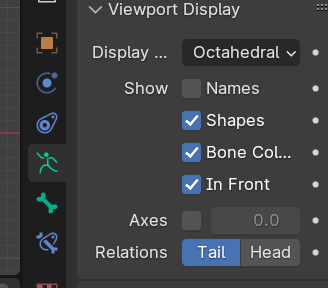 Viewport Display
Display ... Octahedral
Show Names
Shapes
Bone Col...
In Front
Axes 0.0
Relations Tail Head